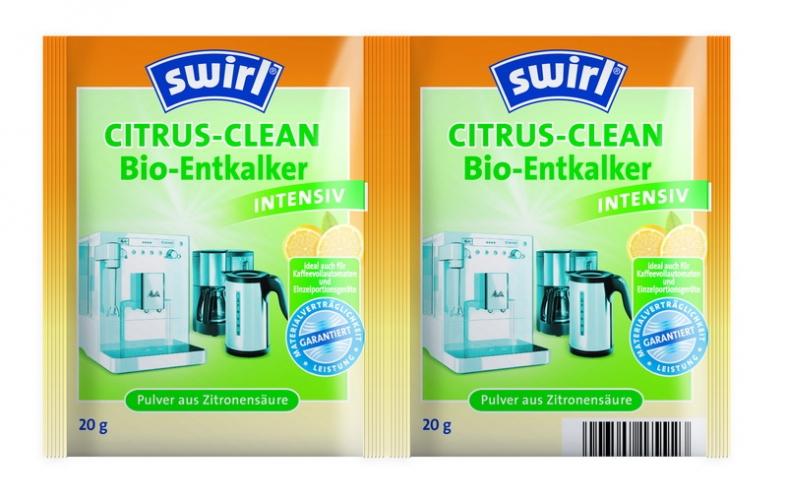 swirl
CITRUS-CLEAN
Bio-Entkalker
INTENSIV
Ideal auch für
Kaffeevollautomaten
und
Einzelportionsgeräte
MATERIALVERTRÄGLICHKEIT
GARANTIERT
LEISTUNG
Pulver aus Zitronensäure
20 g
swirl
CITRUS-CLEAN
Bio-Entkalker
INTENSIV
Ideal auch für
Kaffeevollautomaten
und
Einzelportionsgeräte
MATERIALVERTRÄGLICHKEIT
GARANTIERT
LEISTUNG
Pulver aus Zitronensäure
20 g